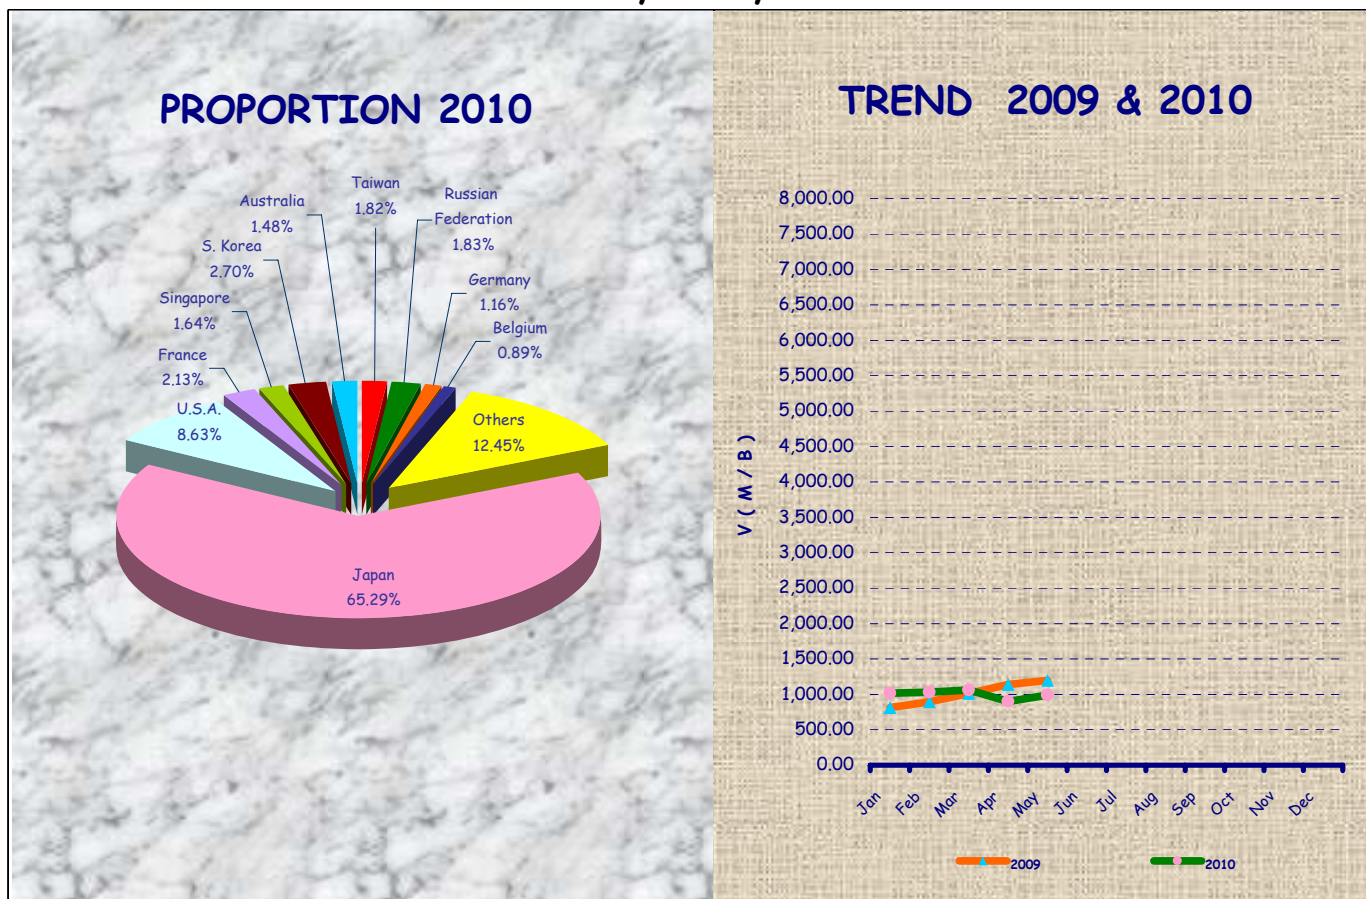 PROPORTION 2010
Taiwan
1.82%
Russian
Federation
1.83%
Australia
1.48%
S. Korea
2.70%
Germany
1.16%
Singapore
1.64%
Belgium
0.89%
France
2.13%
U.S.A.
8.63%
Others
12.45%
Japan
65.29%
TREND 2009 & 2010
V ( M / B )
8,000.00
7,500.00
7,000.00
6,500.00
6,000.00
5,500.00
5,000.00
4,500.00
4,000.00
3,500.00
3,000.00
2,500.00
2,000.00
1,500.00
1,000.00
500.00
0.00
Jan
Feb
Mar
Apr
May
Jun
Jul
Aug
Sep
Oct
Nov
Dec
2009
2010